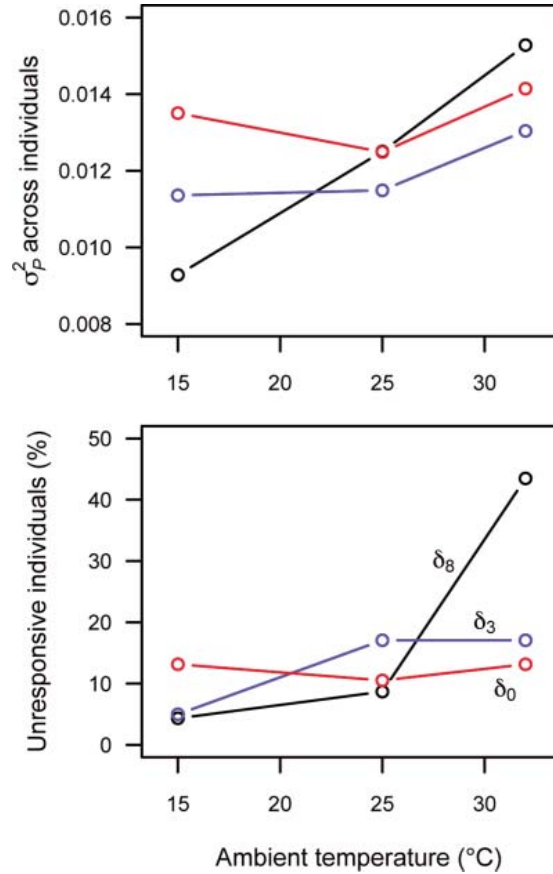 0.016
0.014
0.012
0.010
0.008
σ²P across individuals
15 20 25 30
50
40
30
20
10
0
Unresponsive individuals (%)
δ8
δ3
δ0
15 20 25 30
Ambient temperature (°C)